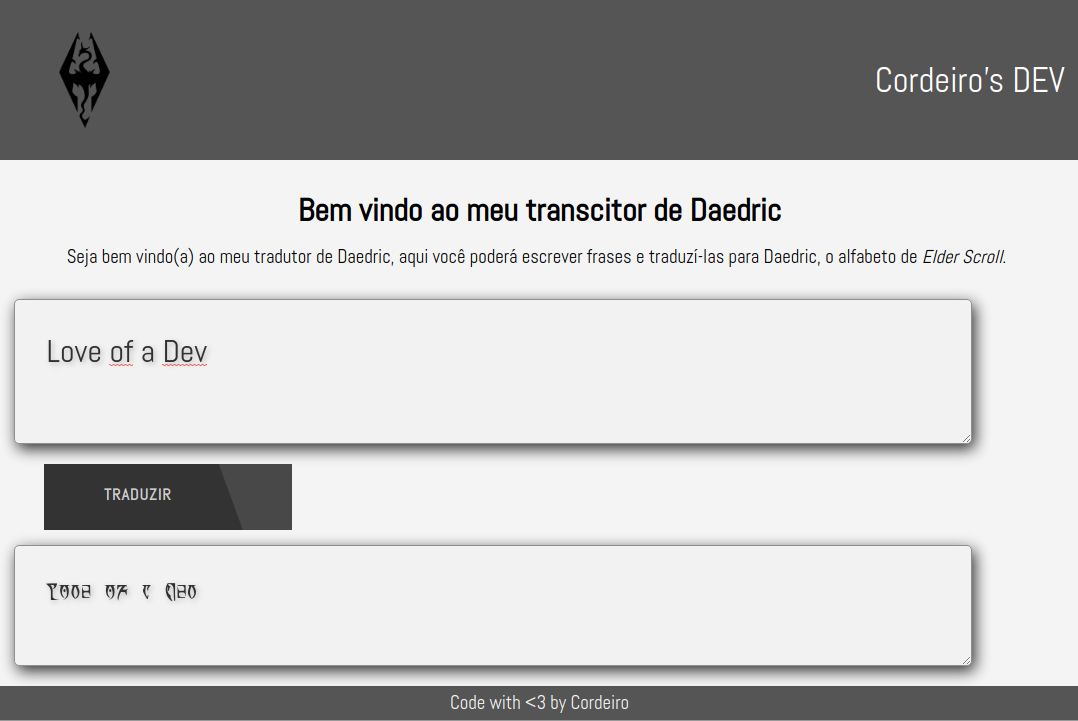 Cordeiro's DEV
Bem vindo ao meu transcitor de Daedric
Seja bem vindo(a) ao meu tradutor de Daedric, aqui você poderá escrever frases e traduzí-las para Daedric, o alfabeto de Elder Scroll.
Love of a Dev
TRADUZIR
Code with <3 by Cordeiro